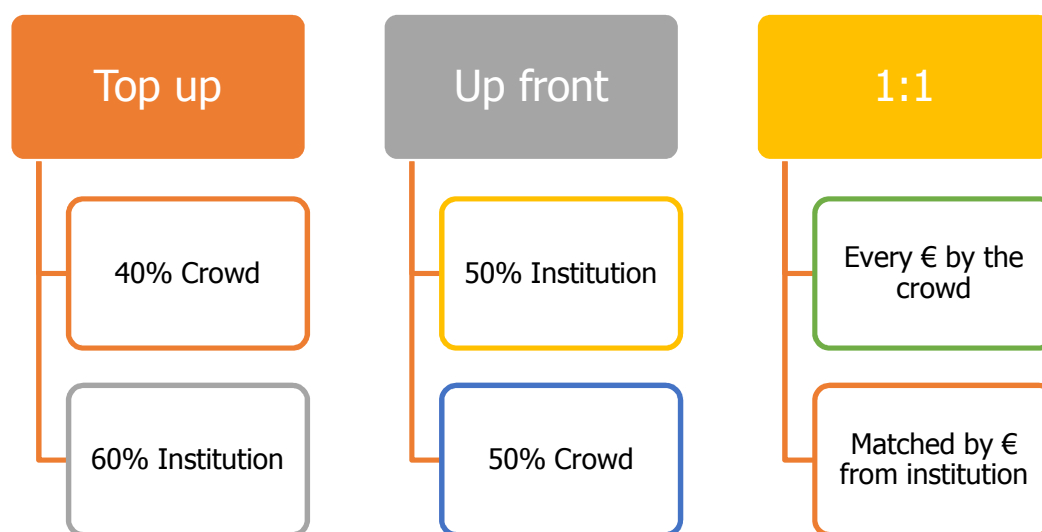 Top up
40% Crowd
60% Institution
Up front
50% Institution
50% Crowd
1:1
Every € by the
crowd
Matched by €
from institution